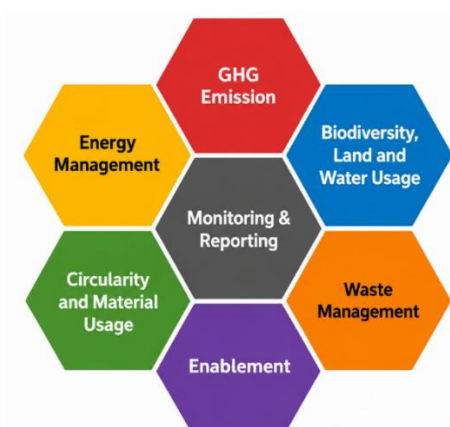 GHG
Emission
Energy
Management
Biodiversity,
Land and
Water Usage
Monitoring &
Reporting
Circularity
and Material
Usage
Waste
Management
Enablement